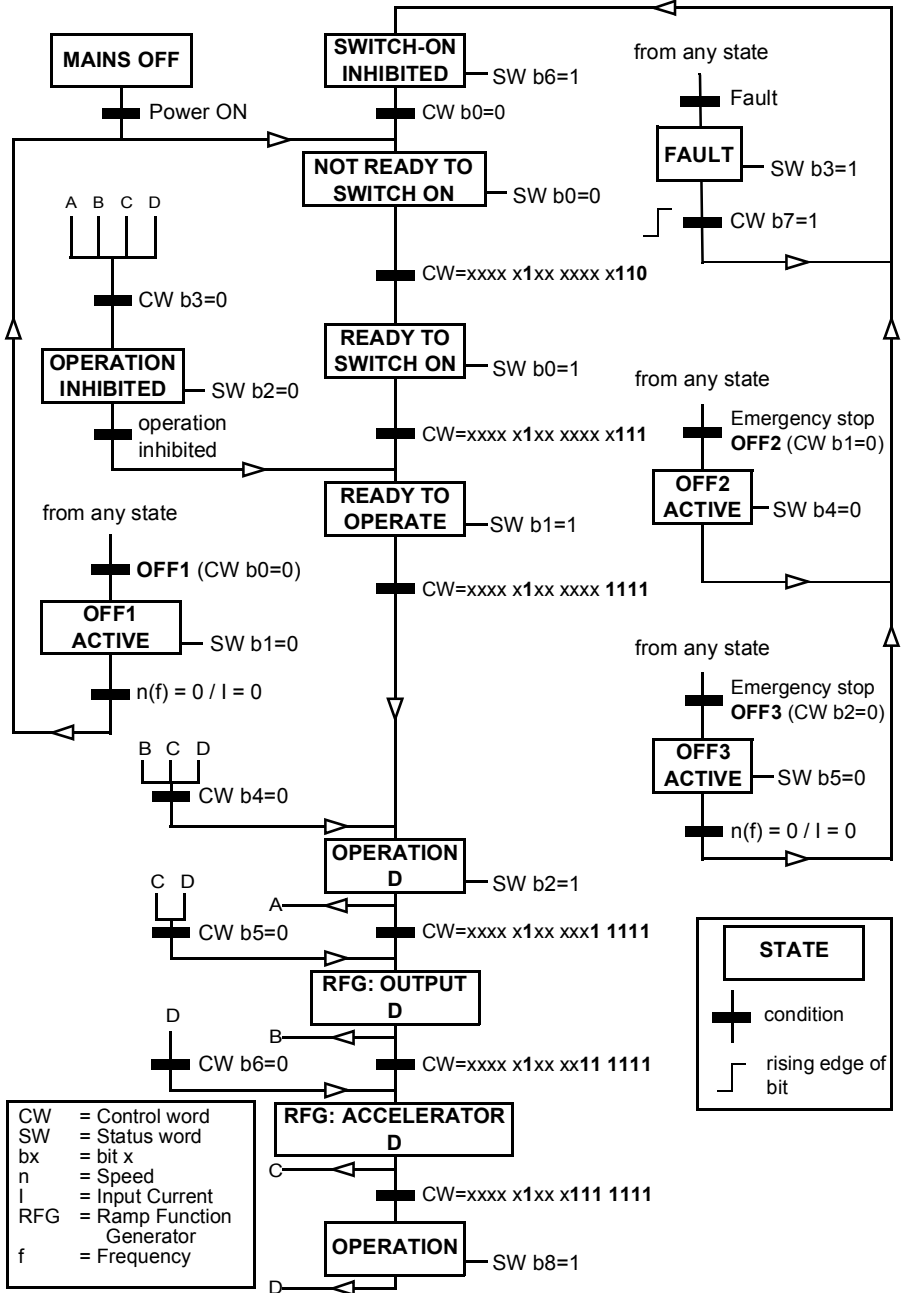 MAINS OFF
Power ON
SWITCH-ON
INHIBITED
SW b6=1
CW b0=0
NOT READY TO
SWITCH ON
SW b0=0
CW=xxxx x1xx xxxx x110
READY TO
SWITCH ON
SW b0=1
CW=xxxx x1xx xxxx x111
READY TO
OPERATE
SW b1=1
CW=xxxx x1xx xxxx 1111
from any state
Fault
FAULT
SW b3=1
CW b7=1
A B C D
CW b3=0
OPERATION
INHIBITED
SW b2=0
operation
inhibited
from any state
OFF1 (CW b0=0)
OFF1
ACTIVE
SW b1=0
n(f) = 0 / I = 0
from any state
Emergency stop
OFF2 (CW b1=0)
OFF2
ACTIVE
SW b4=0
from any state
Emergency stop
OFF3 (CW b2=0)
OFF3
ACTIVE
SW b5=0
n(f) = 0 / I = 0
B C D
CW b4=0
OPERATION
D
SW b2=1
A
CW=xxxx x1xx xxx1 1111
C D
CW b5=0
RFG: OUTPUT
D
B
CW=xxxx x1xx xx11 1111
D
CW b6=0
RFG: ACCELERATOR
D
C
CW=xxxx x1xx x111 1111
OPERATION
SW b8=1
D
STATE
condition
rising edge of
bit
CW = Control word
SW = Status word
bx = bit x
n = Speed
I = Input Current
RFG = Ramp Function
Generator
f = Frequency